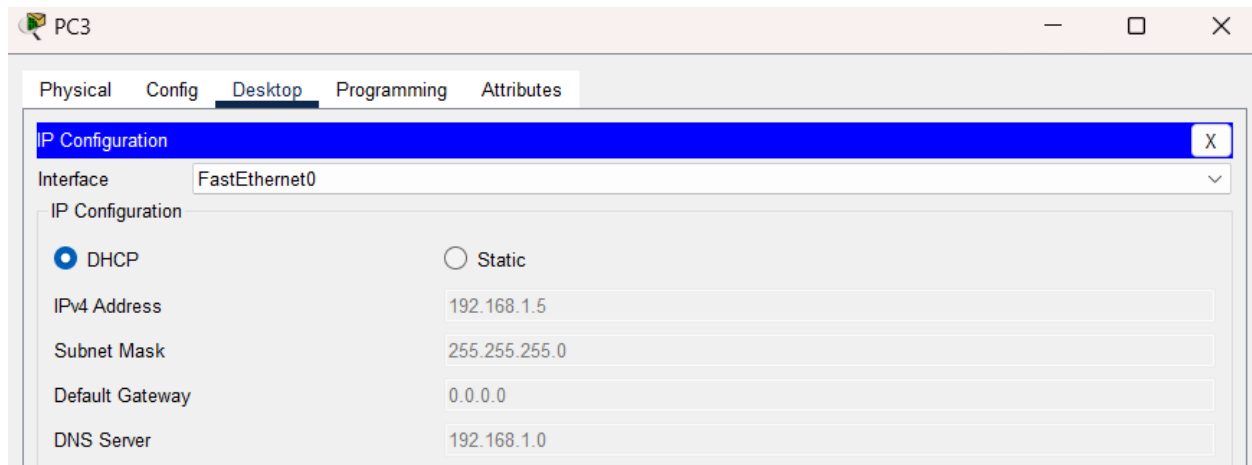 PC3
Physical Config Desktop Programming Attributes
IP Configuration X
Interface FastEthernet0
IP Configuration
DHCP Static
IPv4 Address 192.168.1.5
Subnet Mask 255.255.255.0
Default Gateway 0.0.0.0
DNS Server 192.168.1.0